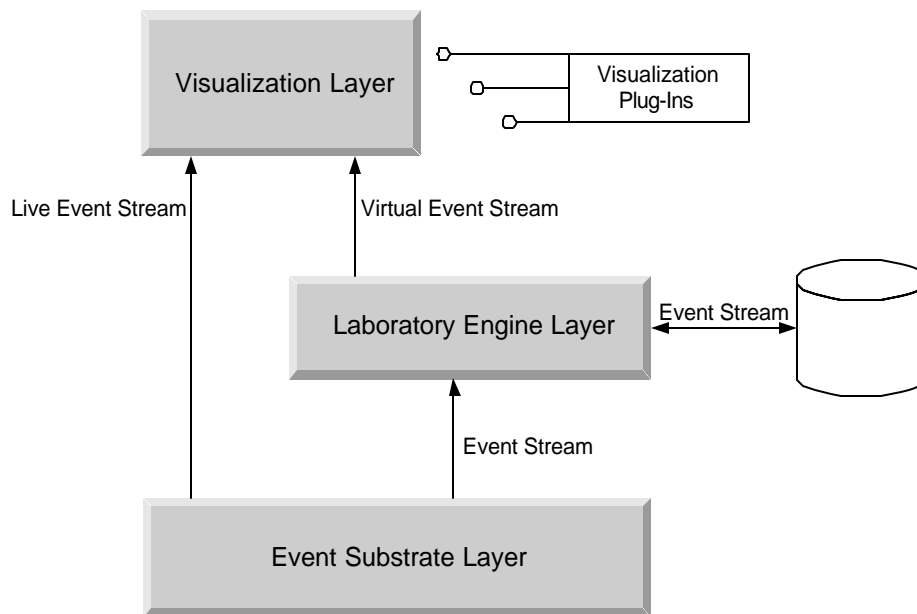 Visualization Layer
Visualization
Plug-Ins
Live Event Stream
Virtual Event Stream
Laboratory Engine Layer
Event Stream
Event Stream
Event Substrate Layer